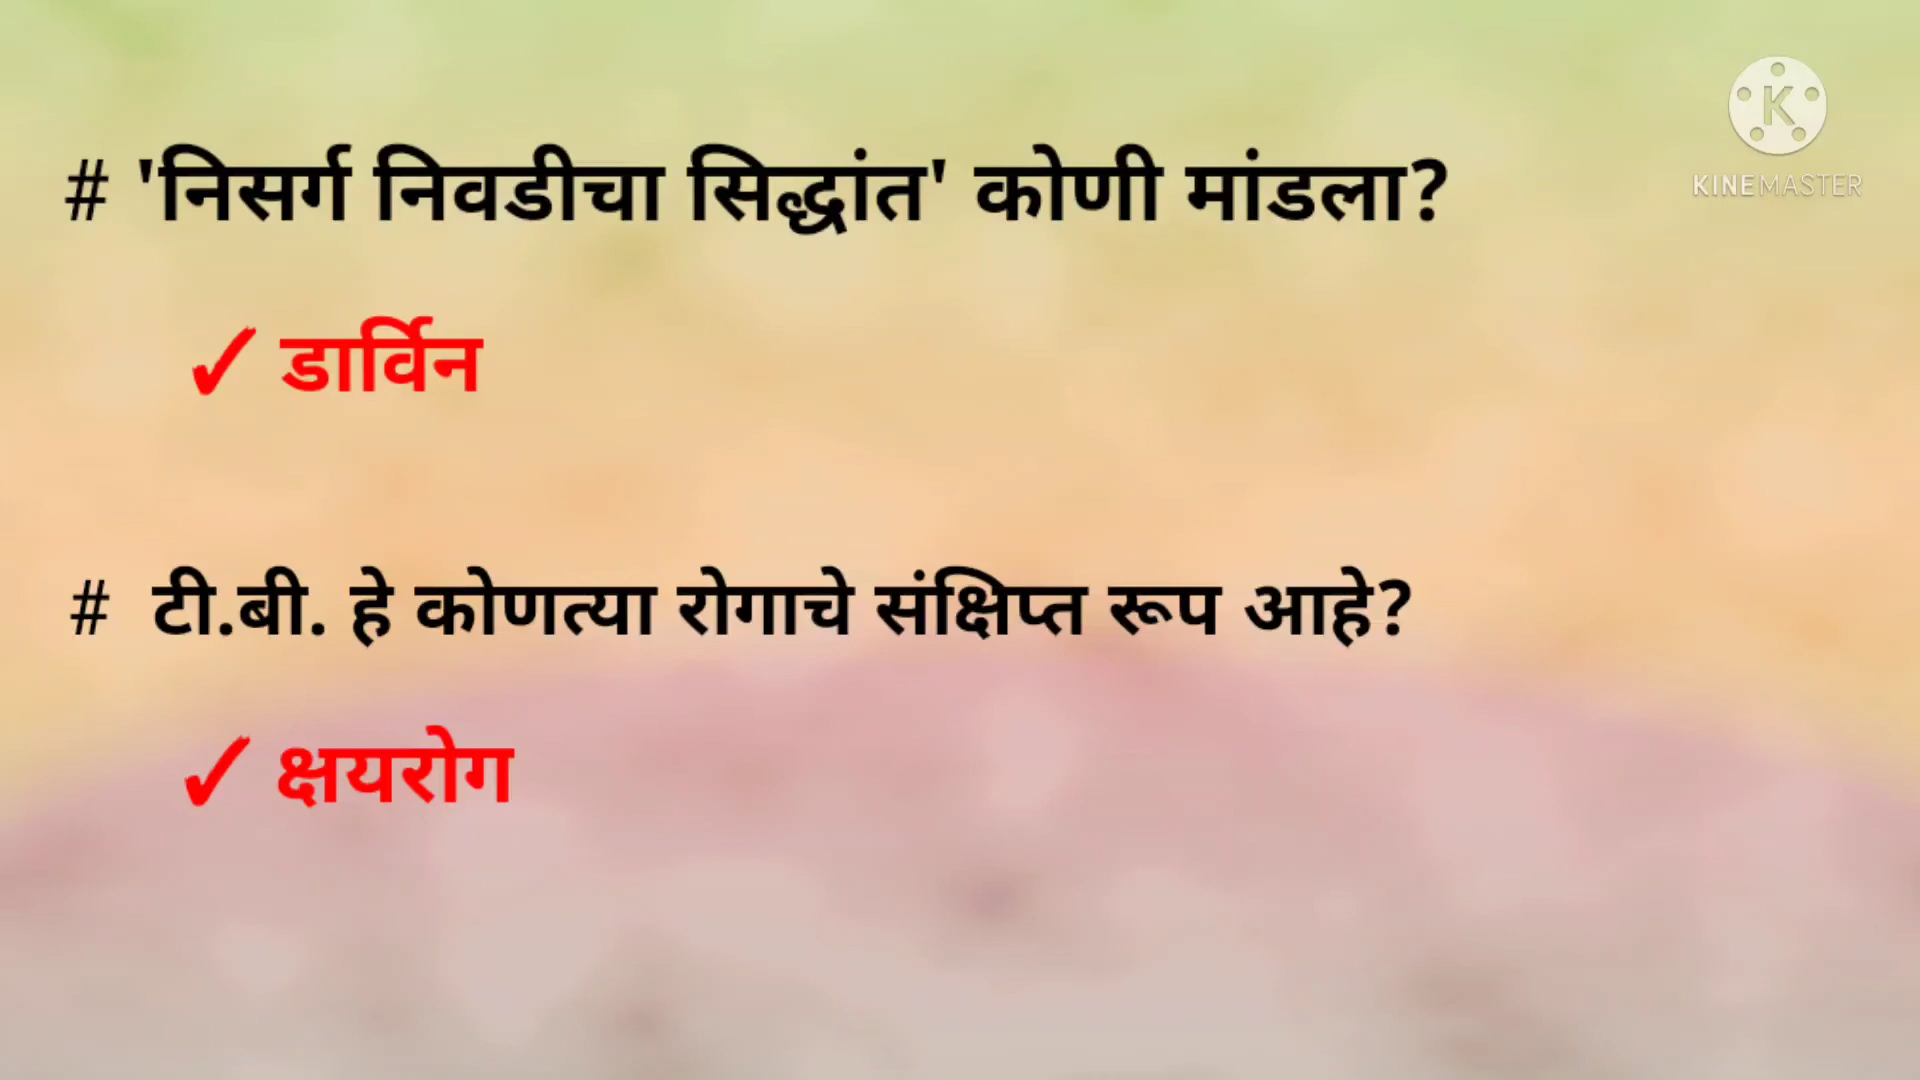 # 'निसर्ग निवडीचा सिद्धांत' कोणी मांडला?
K
KINEMASTER
✓ डार्विन
# टी.बी. हे कोणत्या रोगाचे संक्षिप्त रूप आहे?
✓ क्षयरोग